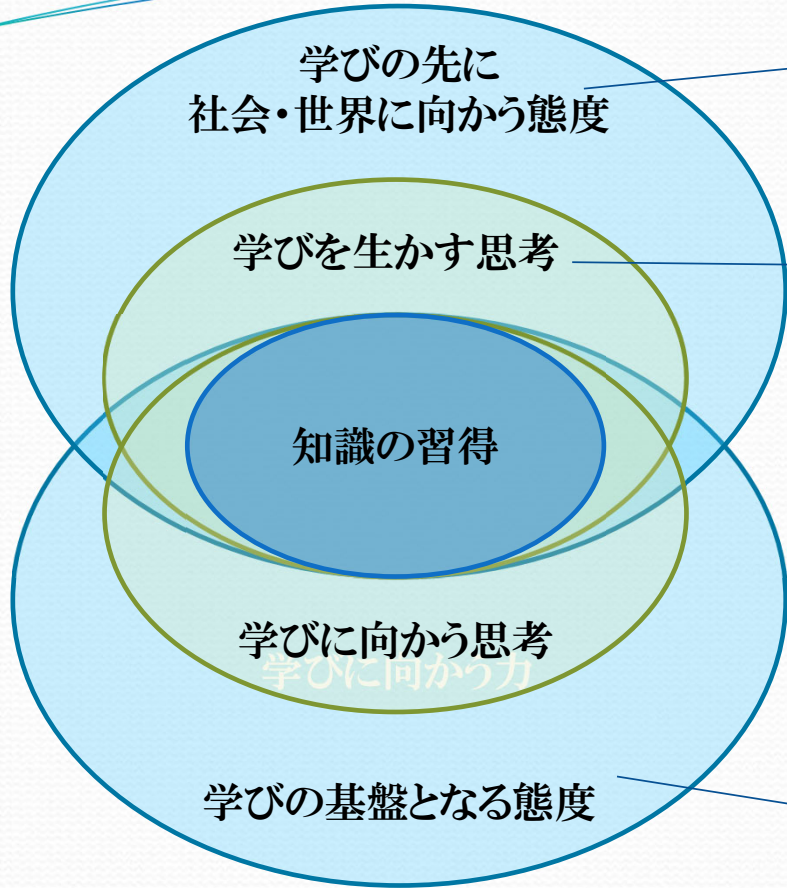 学びの先に
社会・世界に向かう態度
学びを生かす思考
知識の習得
学びに向かう思考
学びに向かう力
学びの基盤となる態度